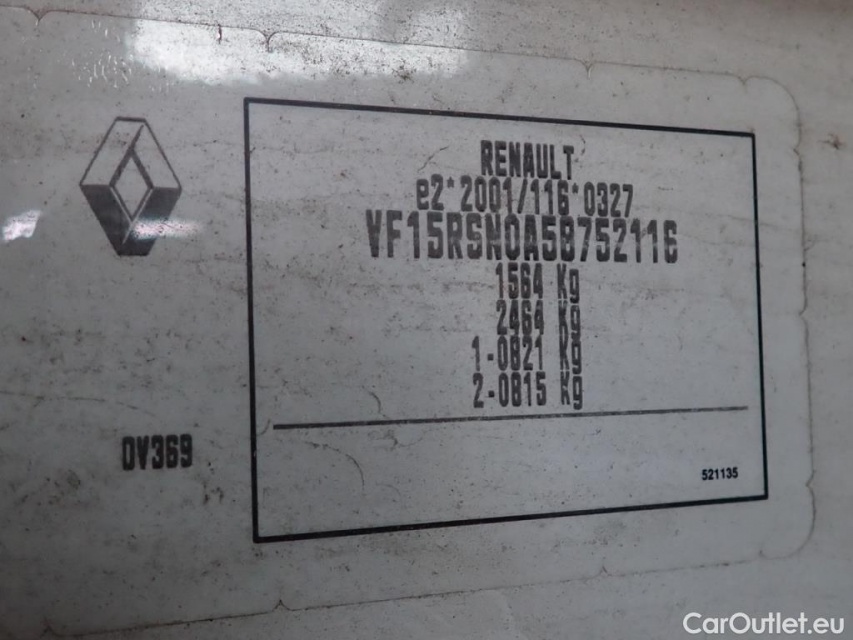 RENAULT
e2*2001/116*0327
VF15RSN0A58752116
1564 Kg
2464 Kg
1-0821 Kg
2-0815 Kg
DV369
521135
CarOutlet.eu